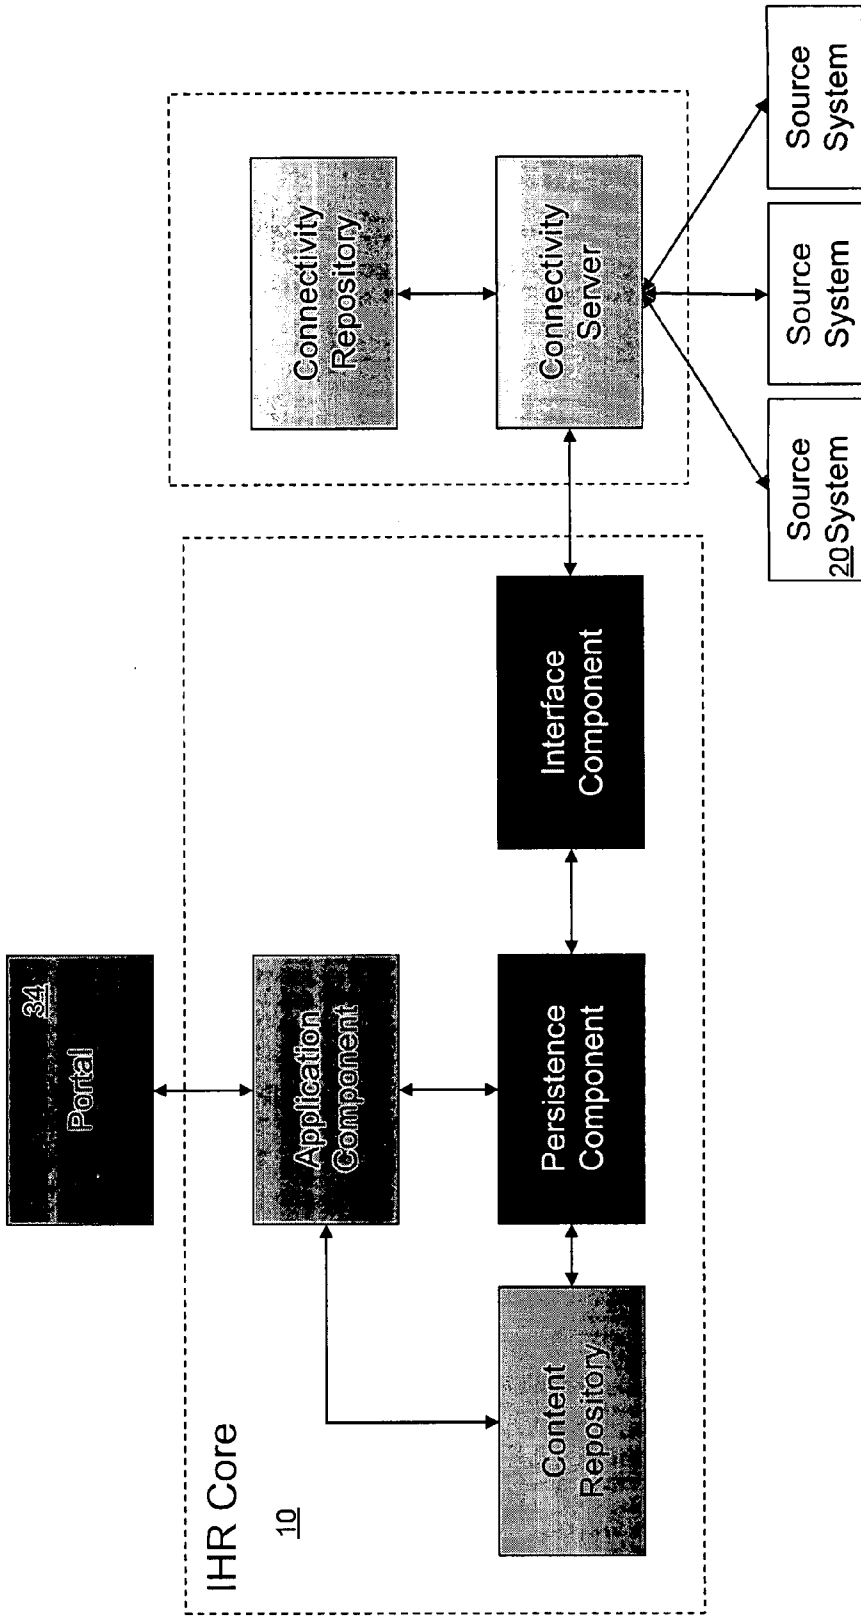 Portal
34
IHR Core
10
Application
Component
Connectivity
Repository
Content
Repository
Persistence
Component
Interface
Component
Connectivity
Server
Source
20System
Source
System
Source
System